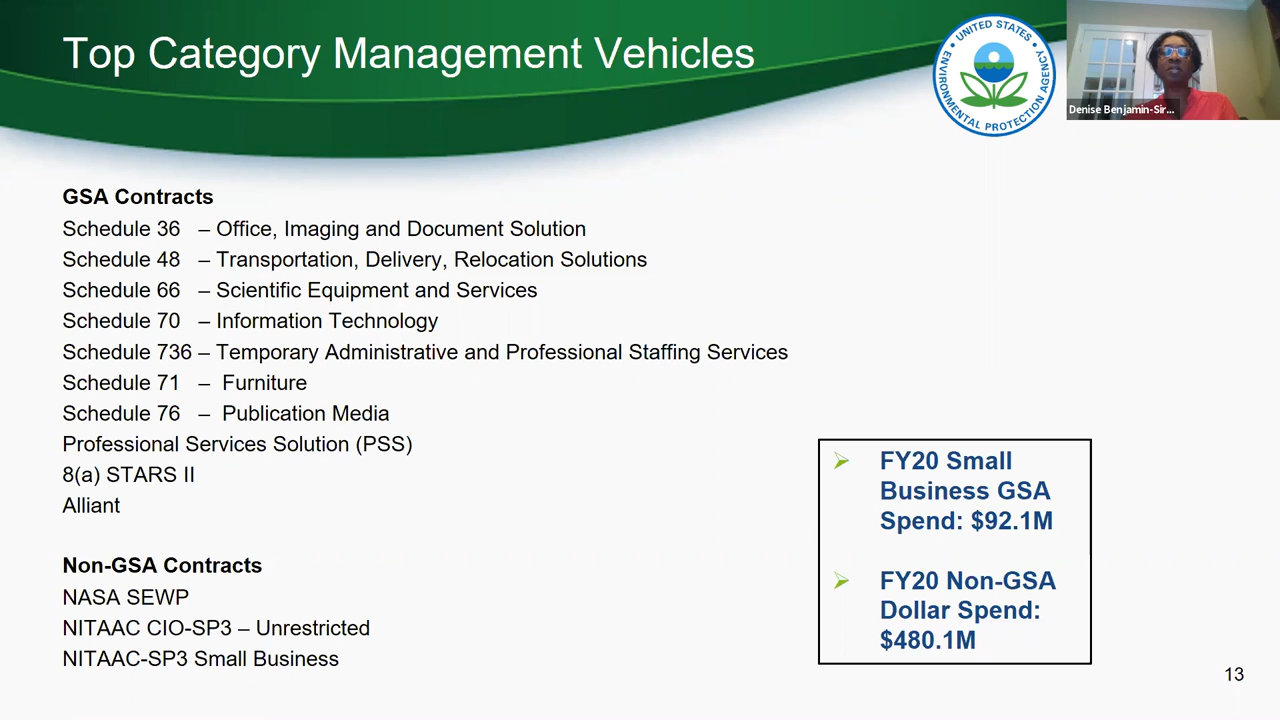 Top Category Management Vehicles
UNITED STATES
ENVIRONMENTAL PROTECTION AGENCY
Denise Benjamin-Sir...
GSA Contracts
Schedule 36 – Office, Imaging and Document Solution
Schedule 48 – Transportation, Delivery, Relocation Solutions
Schedule 66 – Scientific Equipment and Services
Schedule 70 – Information Technology
Schedule 736 – Temporary Administrative and Professional Staffing Services
Schedule 71 – Furniture
Schedule 76 – Publication Media
Professional Services Solution (PSS)
8(a) STARS II
Alliant
Non-GSA Contracts
NASA SEWP
NITAAC CIO-SP3 – Unrestricted
NITAAC-SP3 Small Business
FY20 Small
Business GSA
Spend: $92.1M
FY20 Non-GSA
Dollar Spend:
$480.1M
13